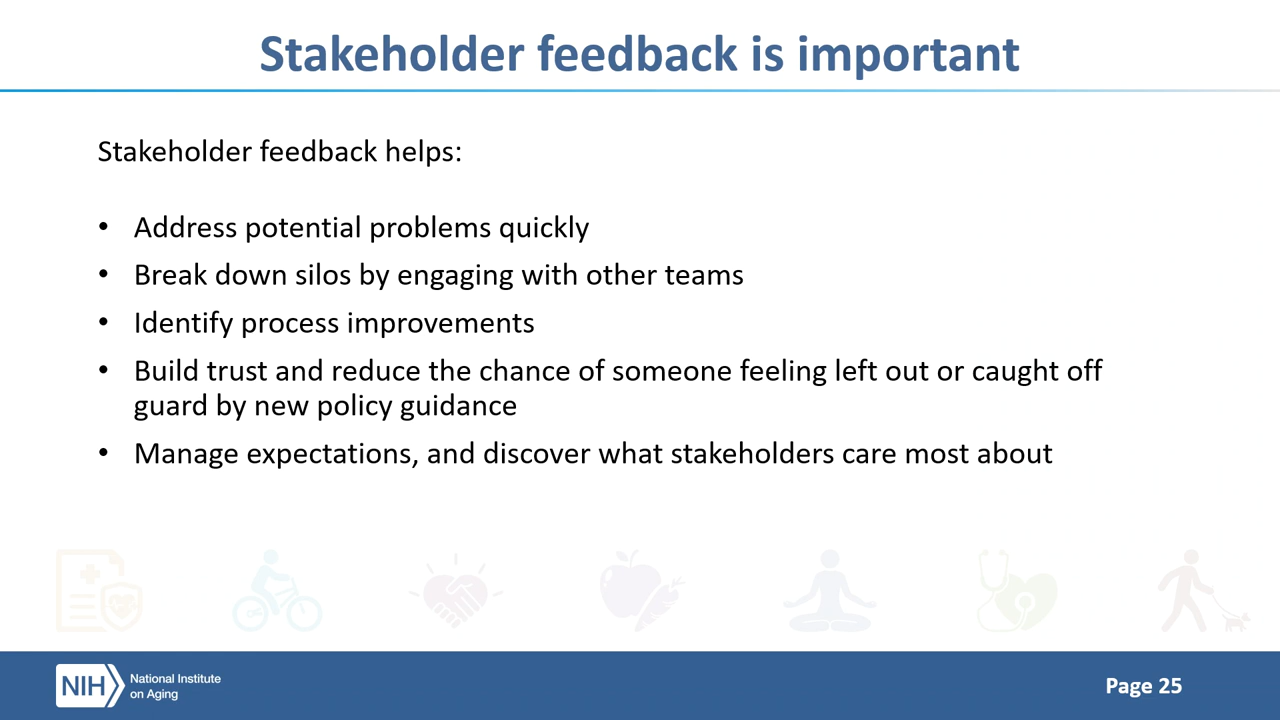 Stakeholder feedback is important
Stakeholder feedback helps:
• Address potential problems quickly
• Break down silos by engaging with other teams
• Identify process improvements
• Build trust and reduce the chance of someone feeling left out or caught off
guard by new policy guidance
• Manage expectations, and discover what stakeholders care most about
NIH
National Institute
on Aging
Page 25